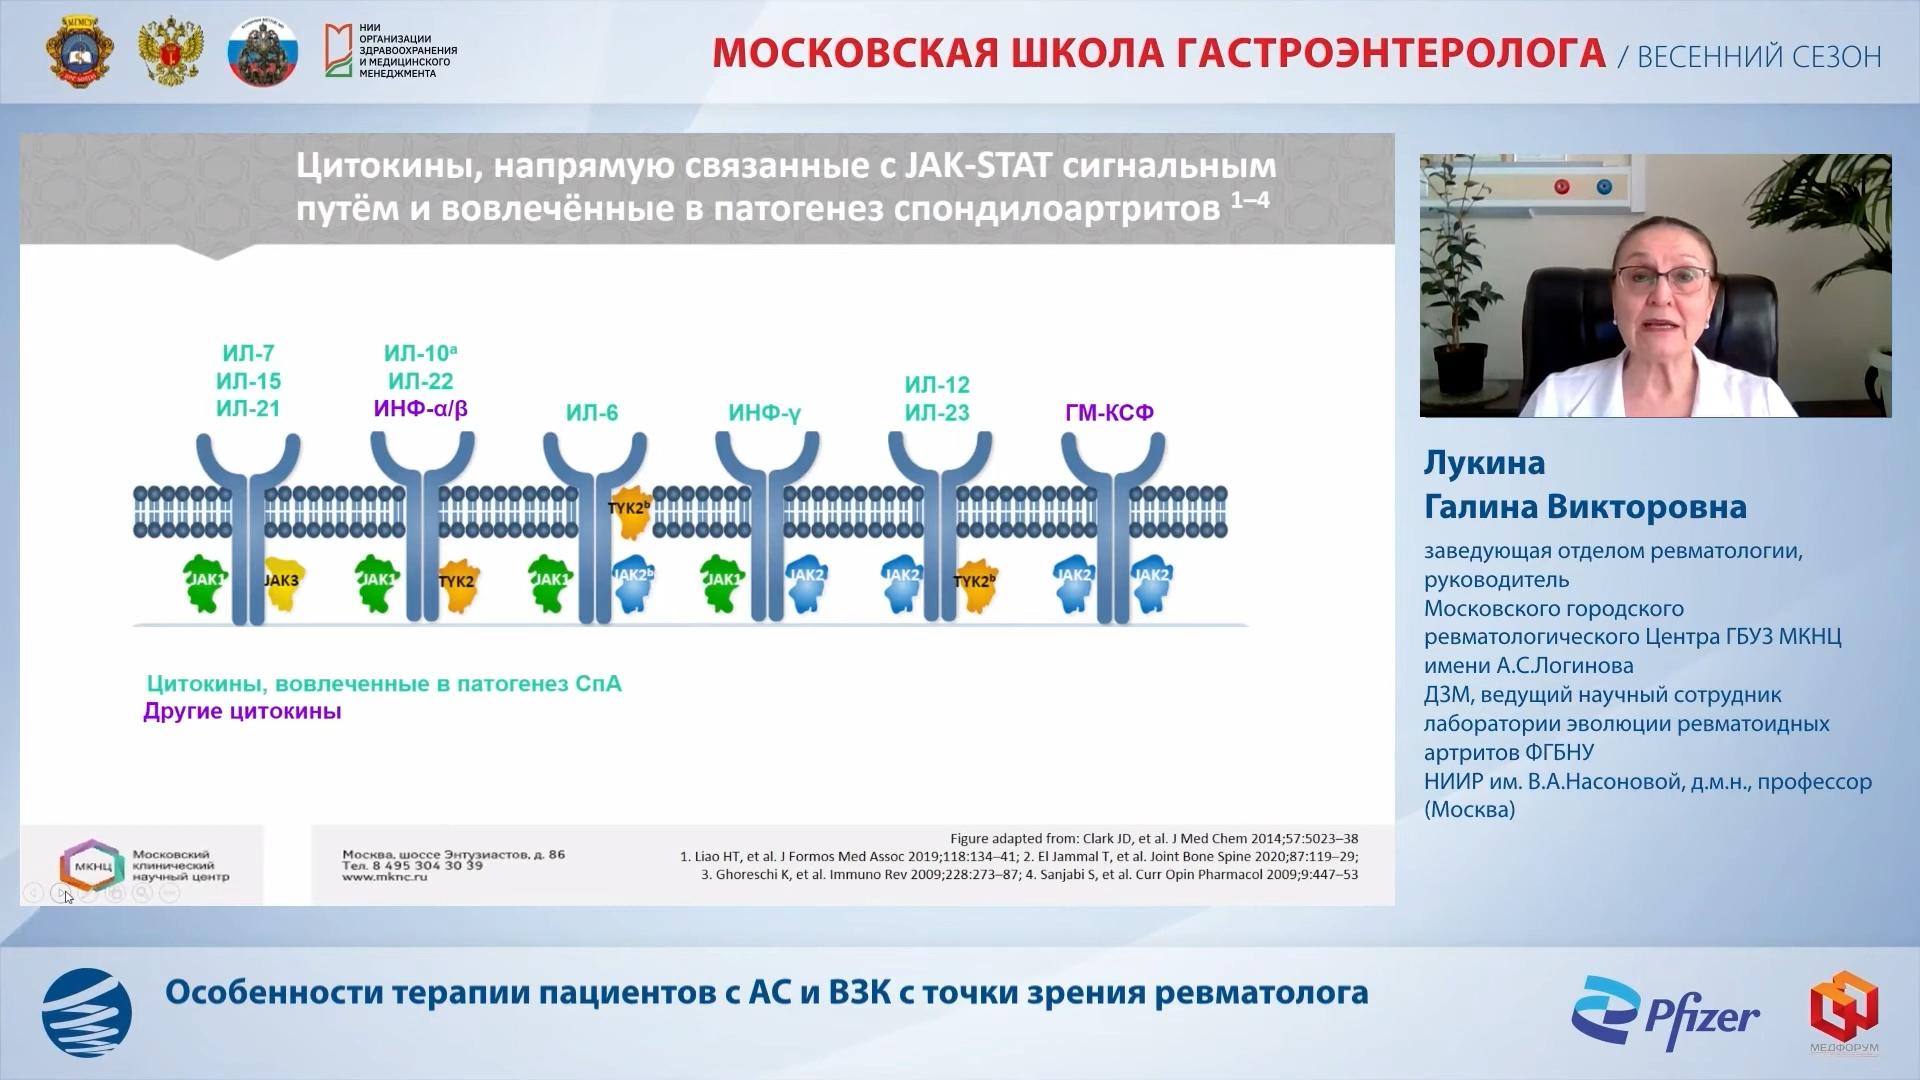 НИИ
ОРГАНИЗАЦИИ
ЗДРАВООХРАНЕНИЯ
И МЕДИЦИНСКОГО
МЕНЕДЖМЕНТА
МОСКОВСКАЯ ШКОЛА ГАСТРОЭНТЕРОЛОГА / ВЕСЕННИЙ СЕЗОН
Цитокины, напрямую связанные с JAK-STAT сигнальным
путём и вовлечённые в патогенез спондилоартритов 1–4
ИЛ-7
ИЛ-15
ИЛ-21
ИЛ-10ᵃ
ИЛ-22
ИНФ-α/β
ИЛ-6
ИНФ-γ
ИЛ-12
ИЛ-23
ГМ-КСФ
TYK2ᵇ
JAK1
JAK3
JAK1
TYK2
JAK1
JAK2ᵇ
JAK1
JAK2
JAK2
TYK2ᵇ
JAK2
JAK2
Цитокины, вовлеченные в патогенез СпА
Другие цитокины
МКНЦ
Московский
клинический
научный центр
Москва, шоссе Энтузиастов, д. 86
Тел. 8 495 304 30 39
www.mknc.ru
Figure adapted from: Clark JD, et al. J Med Chem 2014;57:5023–38
1. Liao HT, et al. J Formos Med Assoc 2019;118:134–41; 2. El Jammal T, et al. Joint Bone Spine 2020;87:119–29;
3. Ghoreschi K, et al. Immuno Rev 2009;228:273–87; 4. Sanjabi S, et al. Curr Opin Pharmacol 2009;9:447–53
Лукина
Галина Викторовна
заведующая отделом ревматологии,
руководитель
Московского городского
ревматологического Центра ГБУЗ МКНЦ
имени А.С.Логинова
ДЗМ, ведущий научный сотрудник
лаборатории эволюции ревматоидных
артритов ФГБНУ
НИИР им. В.А.Насоновой, д.м.н., профессор
(Москва)
Особенности терапии пациентов с АС и ВЗК с точки зрения ревматолога
Pfizer
МЕДФОРУМ